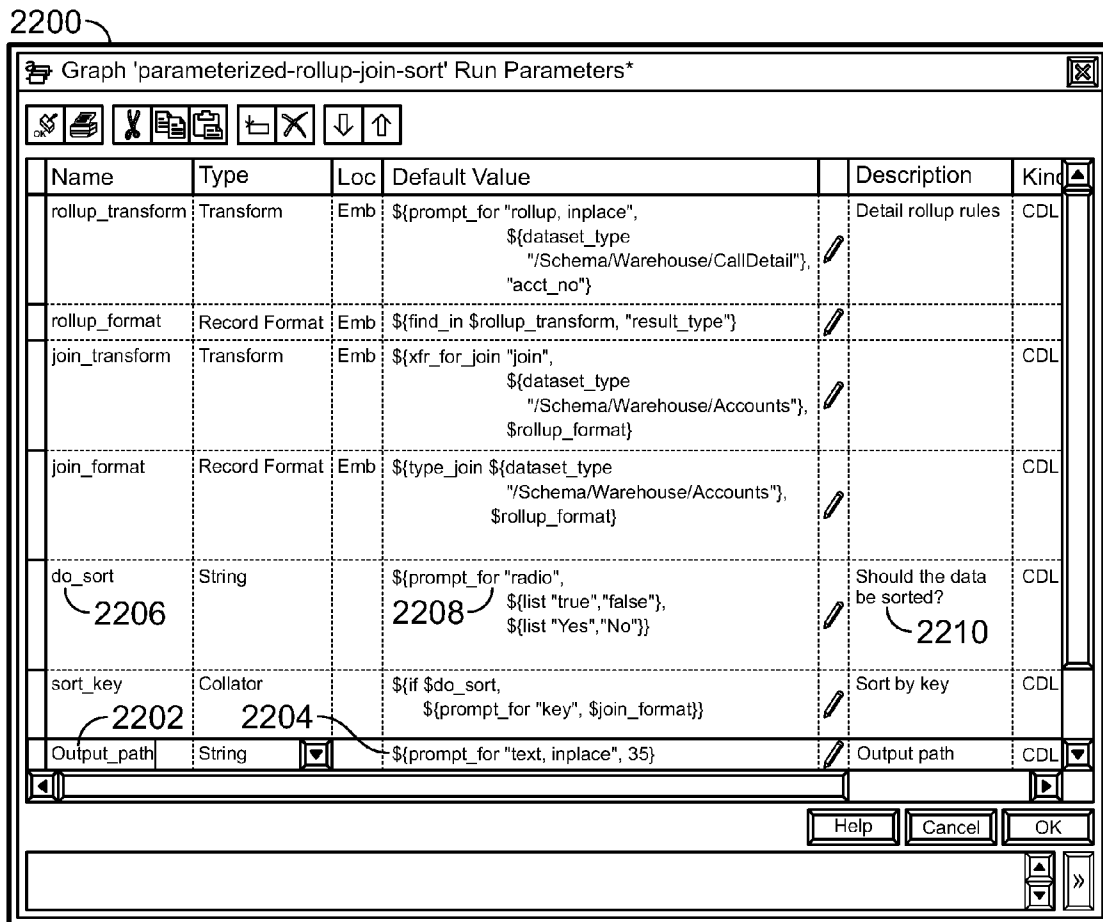 2200
Graph 'parameterized-rollup-join-sort' Run Parameters*
OK
Name Type Loc Default Value Description Kind
rollup_transform Transform Emb ${prompt_for "rollup, inplace", Detail rollup rules CDL
${dataset_type
"/Schema/Warehouse/CallDetail"},
"acct_no"}
rollup_format Record Format Emb ${find_in $rollup_transform, "result_type"}
join_transform Transform Emb ${xfr_for_join "join", CDL
${dataset_type
"/Schema/Warehouse/Accounts"},
$rollup_format}
join_format Record Format Emb ${type_join ${dataset_type CDL
"/Schema/Warehouse/Accounts"},
$rollup_format}
do_sort String ${prompt_for "radio", Should the data CDL
2206 2208 ${list "true","false"}, be sorted?
${list "Yes","No"}} 2210
sort_key Collator ${if $do_sort, Sort by key CDL
2202 2204 ${prompt_for "key", $join_format}}
Output_path String ${prompt_for "text, inplace", 35} Output path CDL
Help Cancel OK
»